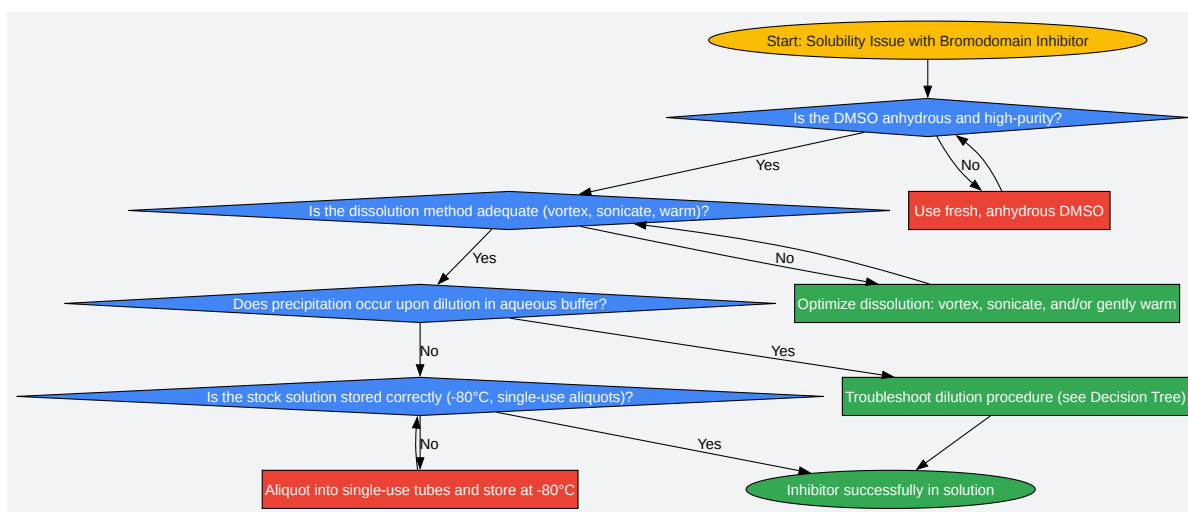 Start: Solubility Issue with Bromodomain Inhibitor
Is the DMSO anhydrous and high-purity?
Yes
No
Use fresh, anhydrous DMSO
Is the dissolution method adequate (vortex, sonicate, warm)?
Yes
No
Optimize dissolution: vortex, sonicate, and/or gently warm
Does precipitation occur upon dilution in aqueous buffer?
No
Yes
Troubleshoot dilution procedure (see Decision Tree)
Is the stock solution stored correctly (-80°C, single-use aliquots)?
No
Yes
Aliquot into single-use tubes and store at -80°C
Inhibitor successfully in solution